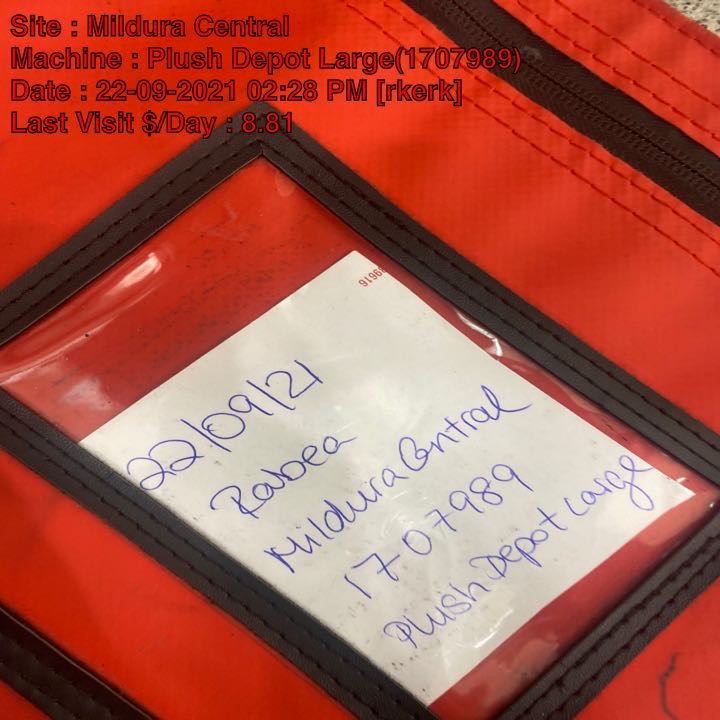 Site : Mildura Central
Machine : Plush Depot Large(1707989)
Date : 22-09-2021 02:28 PM [rkerk]
Last Visit $/Day : 8.81
22/09/21
Rabea
Mildura Central
1707989
Plush Depot Large